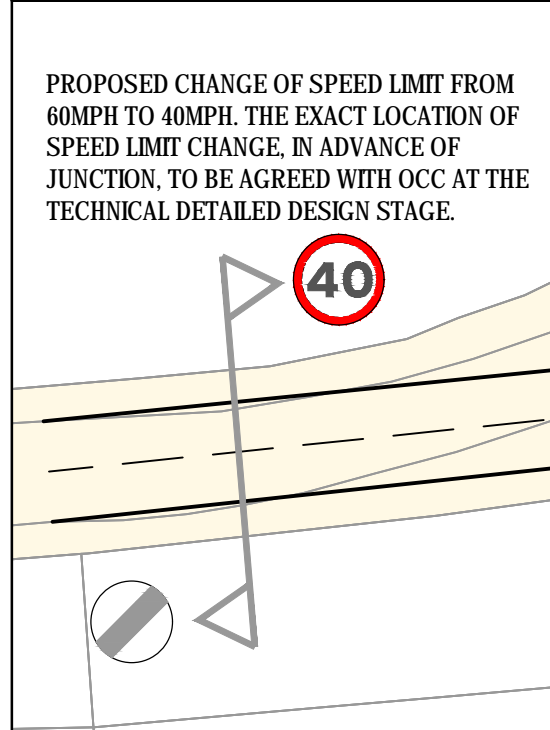 PROPOSED CHANGE OF SPEED LIMIT FROM
60MPH TO 40MPH. THE EXACT LOCATION OF
SPEED LIMIT CHANGE, IN ADVANCE OF
JUNCTION, TO BE AGREED WITH OCC AT THE
TECHNICAL DETAILED DESIGN STAGE.
40